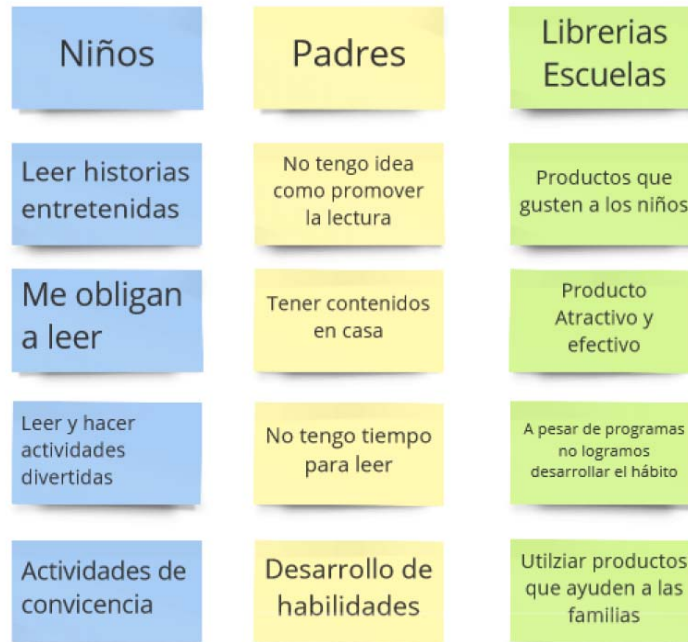 Niños
Padres
Librerias
Escuelas
Leer historias
entretenidas
No tengo idea
como promover
la lectura
Productos que
gusten a los niños
Me obligan
a leer
Tener contenidos
en casa
Producto
Atractivo y
efectivo
Leer y hacer
actividades
divertidas
No tengo tiempo
para leer
A pesar de programas
no logramos
desarrollar el hábito
Actividades de
convicencia
Desarrollo de
habilidades
Utilziar productos
que ayuden a las
familias